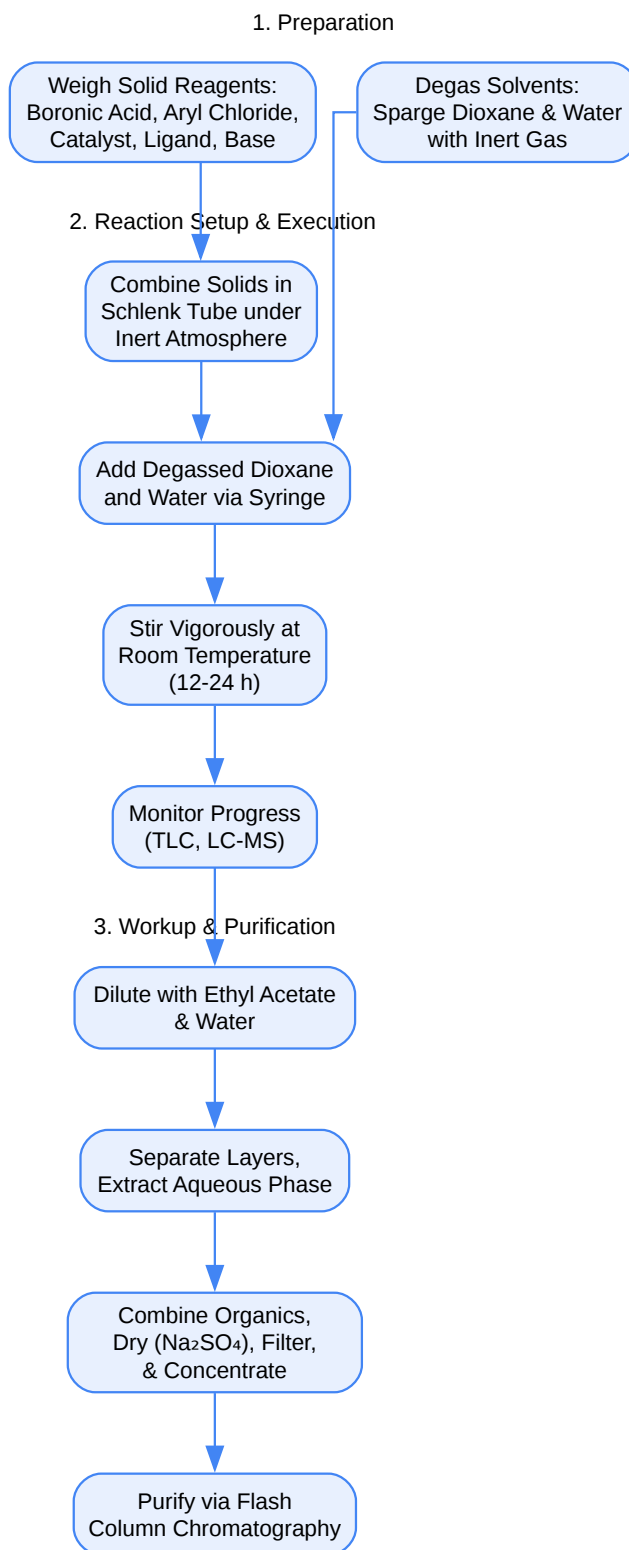 1. Preparation
Weigh Solid Reagents:
Boronic Acid, Aryl Chloride,
Catalyst, Ligand, Base
Degas Solvents:
Sparge Dioxane & Water
with Inert Gas
2. Reaction Setup & Execution
Combine Solids in
Schlenk Tube under
Inert Atmosphere
Add Degassed Dioxane
and Water via Syringe
Stir Vigorously at
Room Temperature
(12-24 h)
Monitor Progress
(TLC, LC-MS)
3. Workup & Purification
Dilute with Ethyl Acetate
& Water
Separate Layers,
Extract Aqueous Phase
Combine Organics,
Dry (Na₂SO₄), Filter,
& Concentrate
Purify via Flash
Column Chromatography